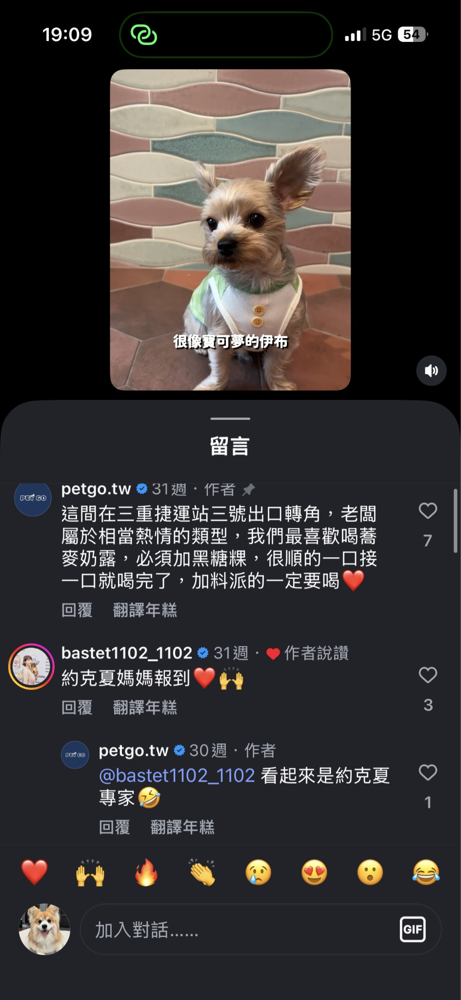 19:09
5G 54
很像寶可夢的伊布
留言
PET GO
petgo.tw 31週 · 作者
這間在三重捷運站三號出口轉角，老闆
屬於相當熱情的類型，我們最喜歡喝蕎
麥奶露，必須加黑糖粿，很順的一口接
一口就喝完了，加料派的一定要喝❤️
7
回覆 翻譯年糕
bastet1102_1102 31週 · ❤️ 作者說讚
約克夏媽媽報到❤️🙌
3
回覆 翻譯年糕
PET GO
petgo.tw 30週 · 作者
@bastet1102_1102 看起來是約克夏
專家🤣
1
回覆 翻譯年糕
❤️ 🙌 🔥 👏 😢 😍 😮 😂
加入對話......
GIF